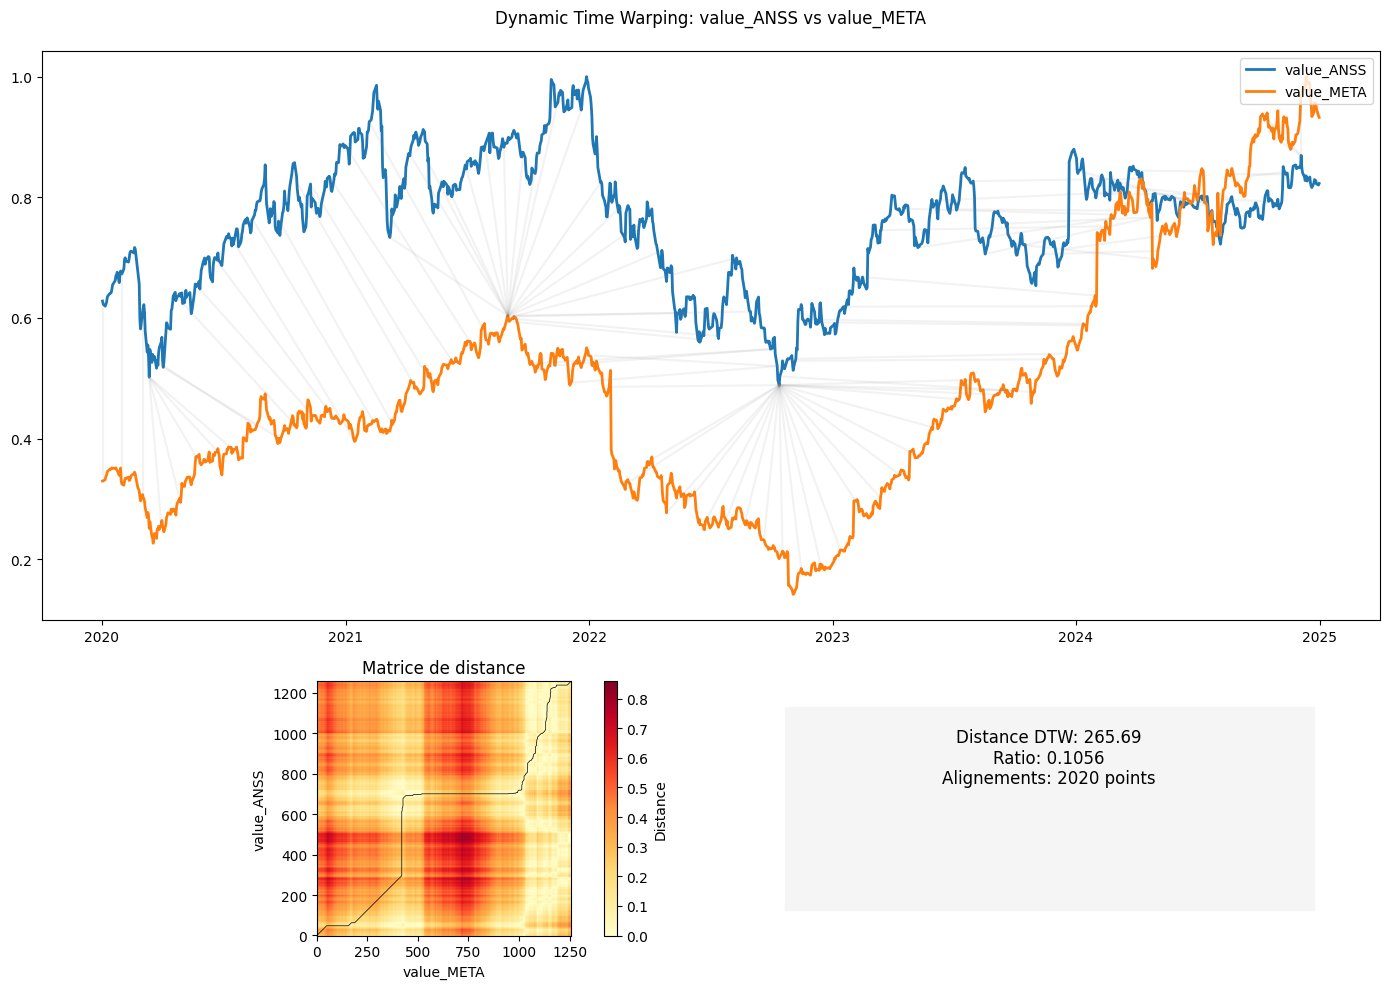 Dynamic Time Warping: value_ANSS vs value_META
value_ANSS
value_META
1.0
0.8
0.6
0.4
0.2
2020 2021 2022 2023 2024 2025
Matrice de distance
value_ANSS
1200
1000
800
600
400
200
0
0 250 500 750 1000 1250
value_META
0.8
0.7
0.6
0.5
0.4
0.3
0.2
0.1
0.0
Distance
Distance DTW: 265.69
Ratio: 0.1056
Alignements: 2020 points